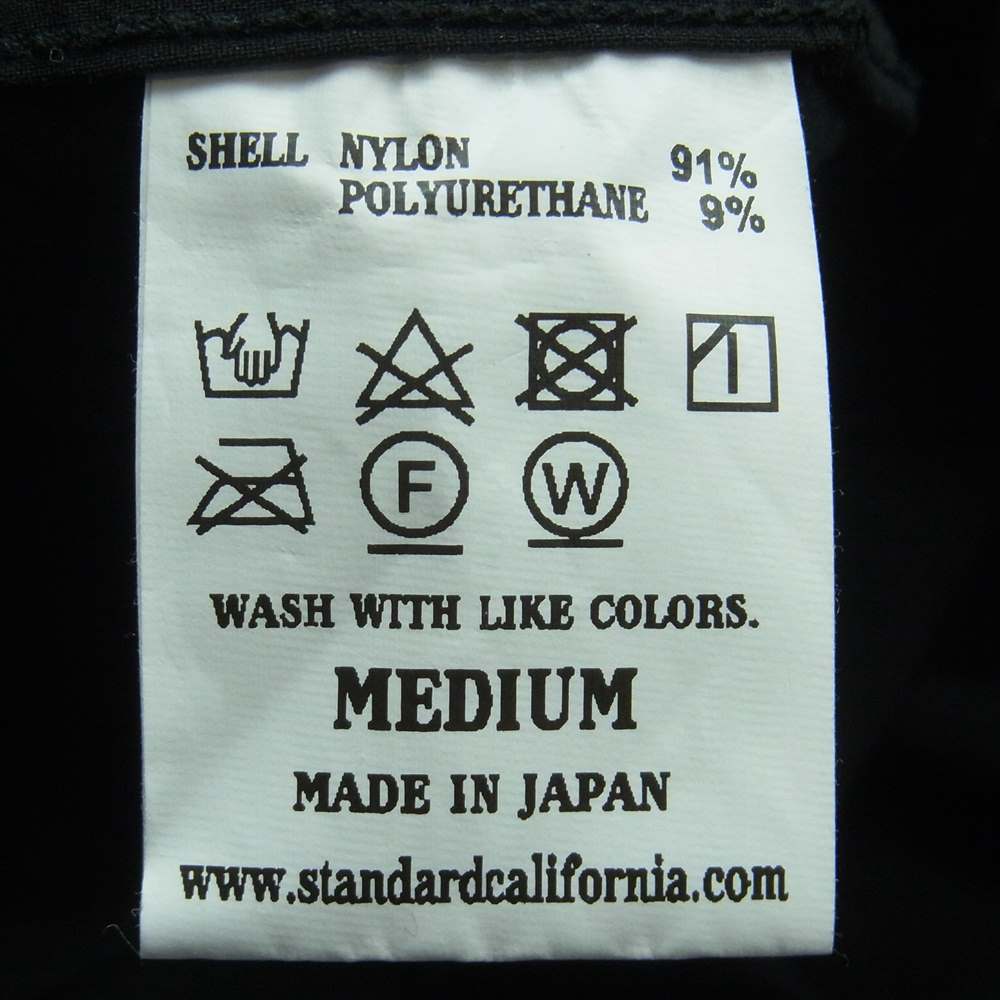 SHELL NYLON 91%
POLYURETHANE 9%
F W
WASH WITH LIKE COLORS.
MEDIUM
MADE IN JAPAN
www.standardcalifornia.com